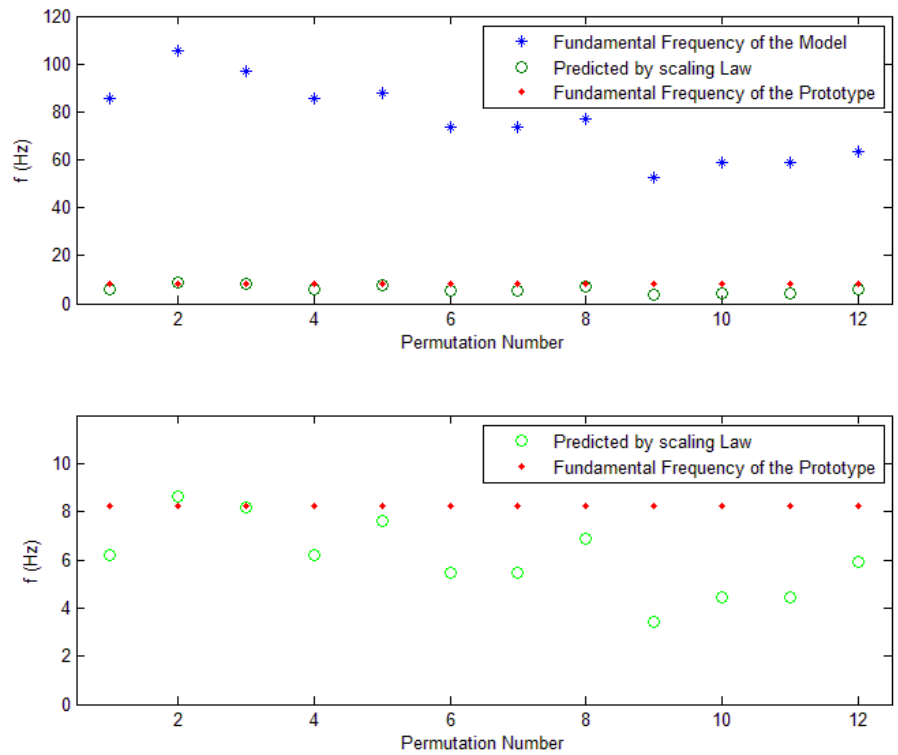 120
100
80
60
40
20
0
f (Hz)
Fundamental Frequency of the Model
Predicted by scaling Law
Fundamental Frequency of the Prototype
2 4 6 8 10 12
Permutation Number
10
8
6
4
2
0
f (Hz)
Predicted by scaling Law
Fundamental Frequency of the Prototype
2 4 6 8 10 12
Permutation Number